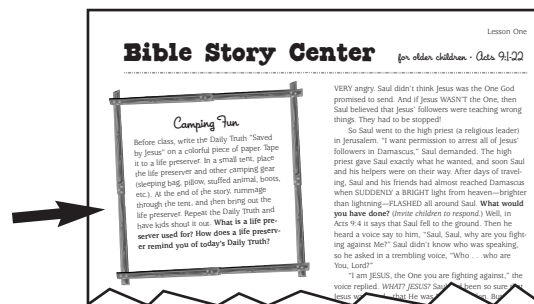 Lesson One
Bible Story Center
for older children • Acts 9:1-22
Camping Fun
Before class, write the Daily Truth "Saved
by Jesus" on a colorful piece of paper. Tape
it to a life preserver. In a small tent, place
the life preserver and other camping gear
(sleeping bag, pillow, stuffed animal, boots,
etc.). At the end of the story, rummage
through the tent, and then bring out the
life preserver. Repeat the Daily Truth and
have kids shout it out. What is a life pre-
server used for? How does a life preserv-
er remind you of today's Daily Truth?
VERY angry. Saul didn't think Jesus was the One God
promised to send. And if Jesus WASN'T the One, then
Saul believed that Jesus' followers were teaching wrong
things. They had to be stopped!
So Saul went to the high priest (a religious leader)
in Jerusalem. "I want permission to arrest all of Jesus'
followers in Damascus," Saul demanded. The high
priest gave Saul exactly what he wanted, and soon Saul
and his helpers were on their way. After days of travel-
ing, Saul and his friends had almost reached Damascus
when SUDDENLY a BRIGHT light from heaven—brighter
than lightning—FLASHED all around Saul. What would
you have done? (Invite children to respond.) Well, in
Acts 9:4 it says that Saul fell to the ground. Then he
heard a voice say to him, "Saul, Saul, why are you fight-
ing against Me?" Saul didn't know who was speaking,
so he asked in a trembling voice, "Who . . . who are
You, Lord?"
"I am JESUS, the One you are fighting against," the
voice replied. WHAT? JESUS? Saul had been so sure that
Jesus was that He was